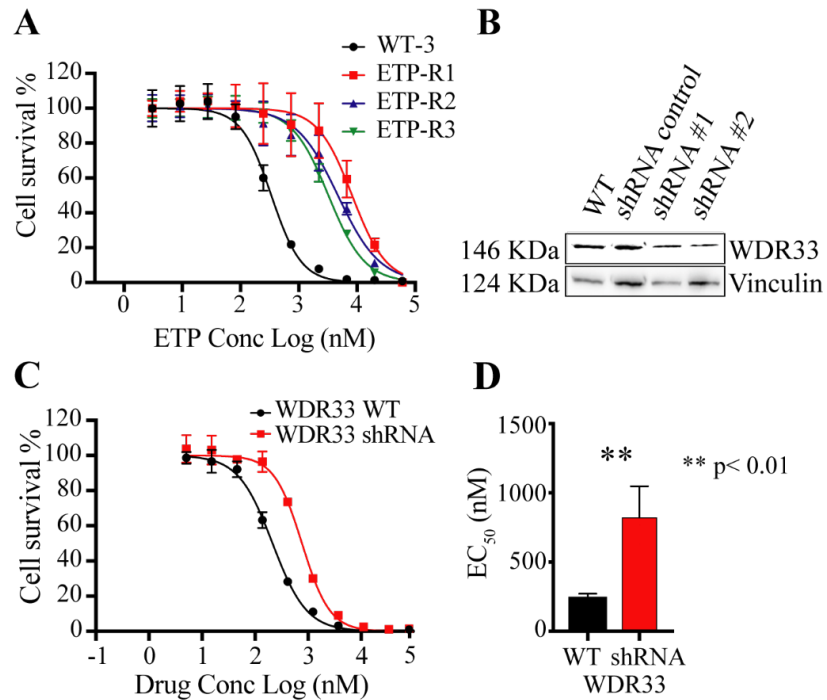 A
WT-3
ETP-R1
ETP-R2
ETP-R3
120
100
80
60
40
20
0
Cell survival %
0 1 2 3 4 5
ETP Conc Log (nM)
B
WT
shRNA control
shRNA #1
shRNA #2
146 KDa WDR33
124 KDa Vinculin
C
WDR33 WT
WDR33 shRNA
120
100
80
60
40
20
0
Cell survival %
-1 0 1 2 3 4 5
Drug Conc Log (nM)
D
1500
1000
500
0
EC50 (nM)
**
** p< 0.01
WT shRNA
WDR33